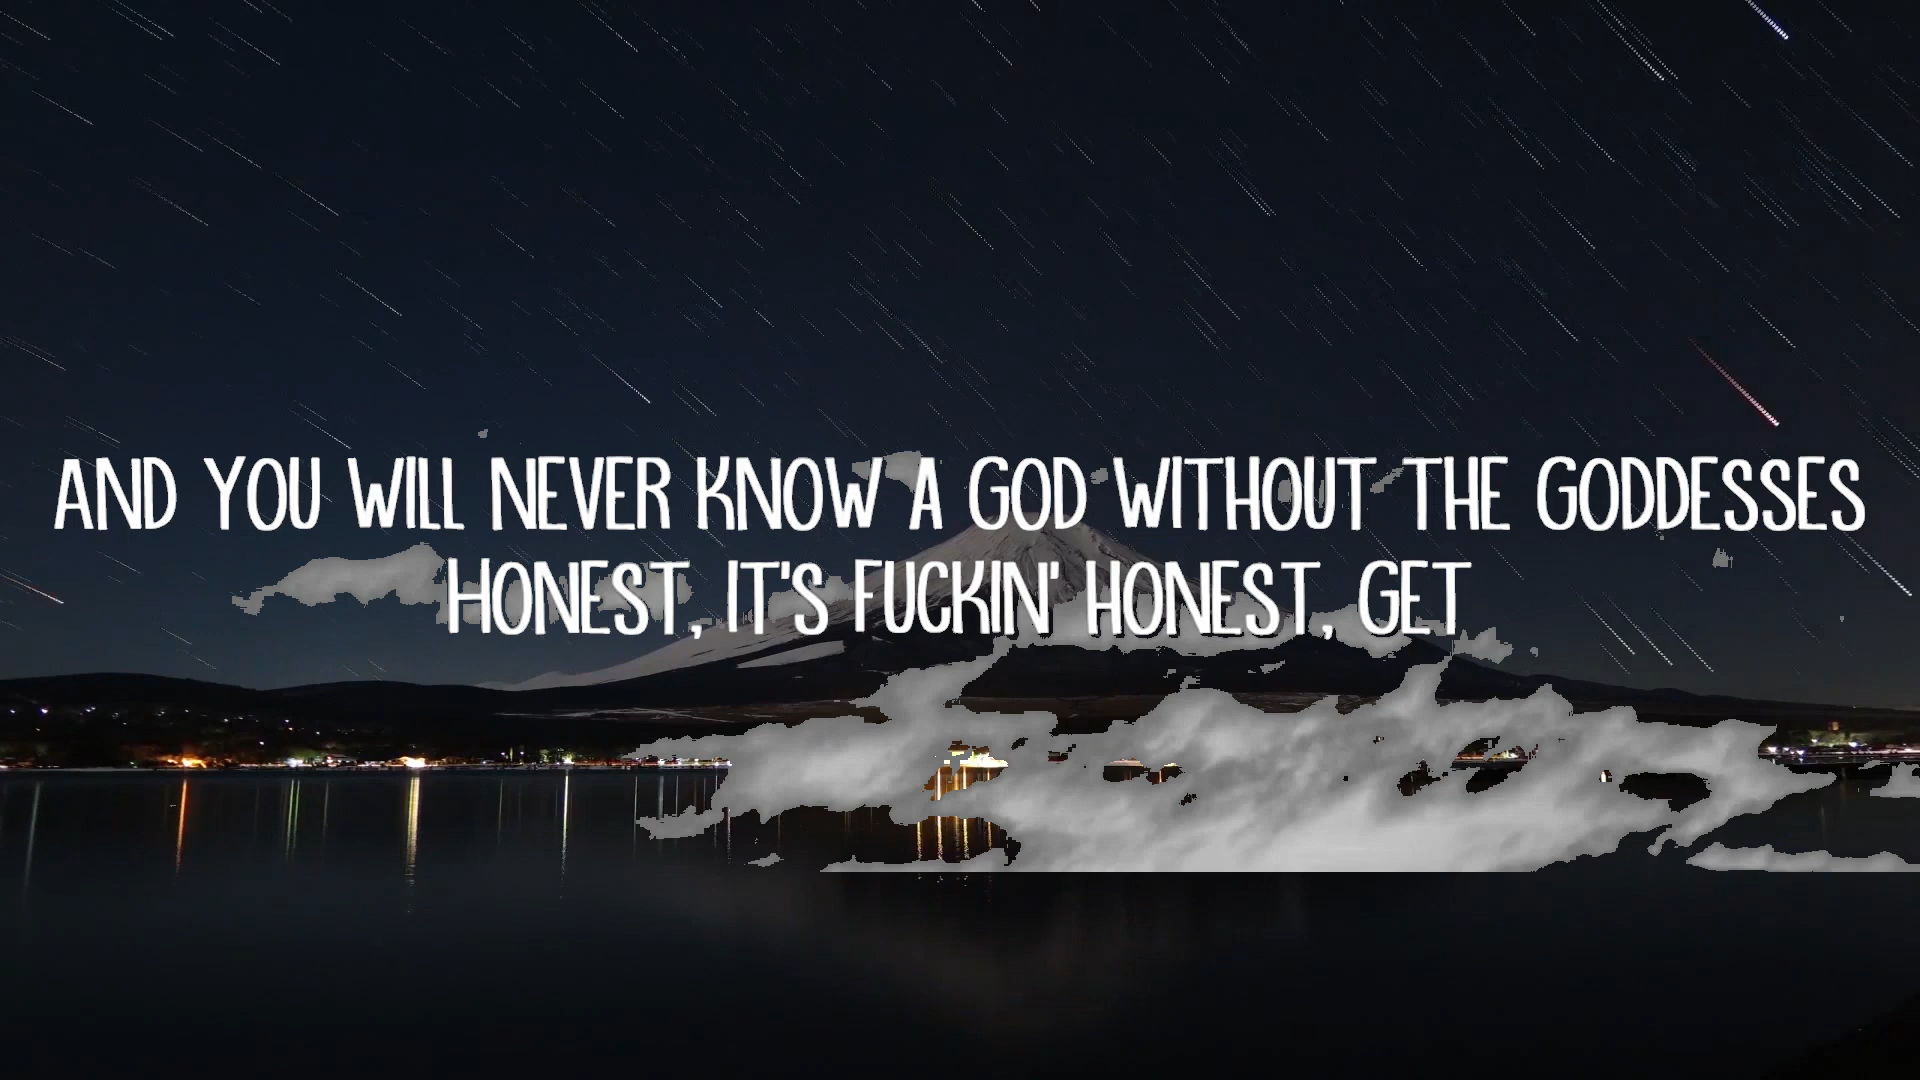 AND YOU WILL NEVER KNOW A GOD WITHOUT THE GODDESSES
HONEST, IT'S FUCKIN' HONEST, GET